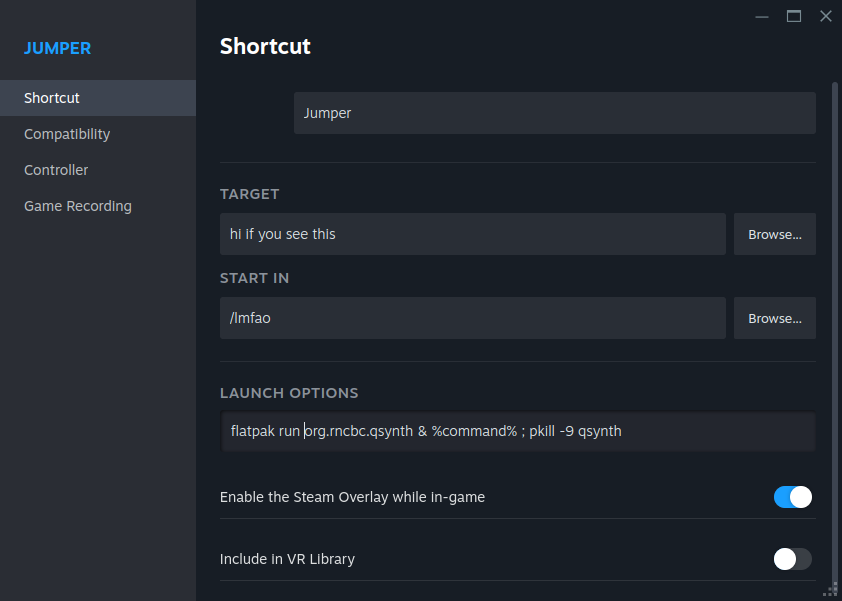 JUMPER
Shortcut
Compatibility
Controller
Game Recording
Shortcut
Jumper
TARGET
hi if you see this
Browse...
START IN
/lmfao
Browse...
LAUNCH OPTIONS
flatpak run org.rncbc.qsynth & %command% ; pkill -9 qsynth
Enable the Steam Overlay while in-game
Include in VR Library